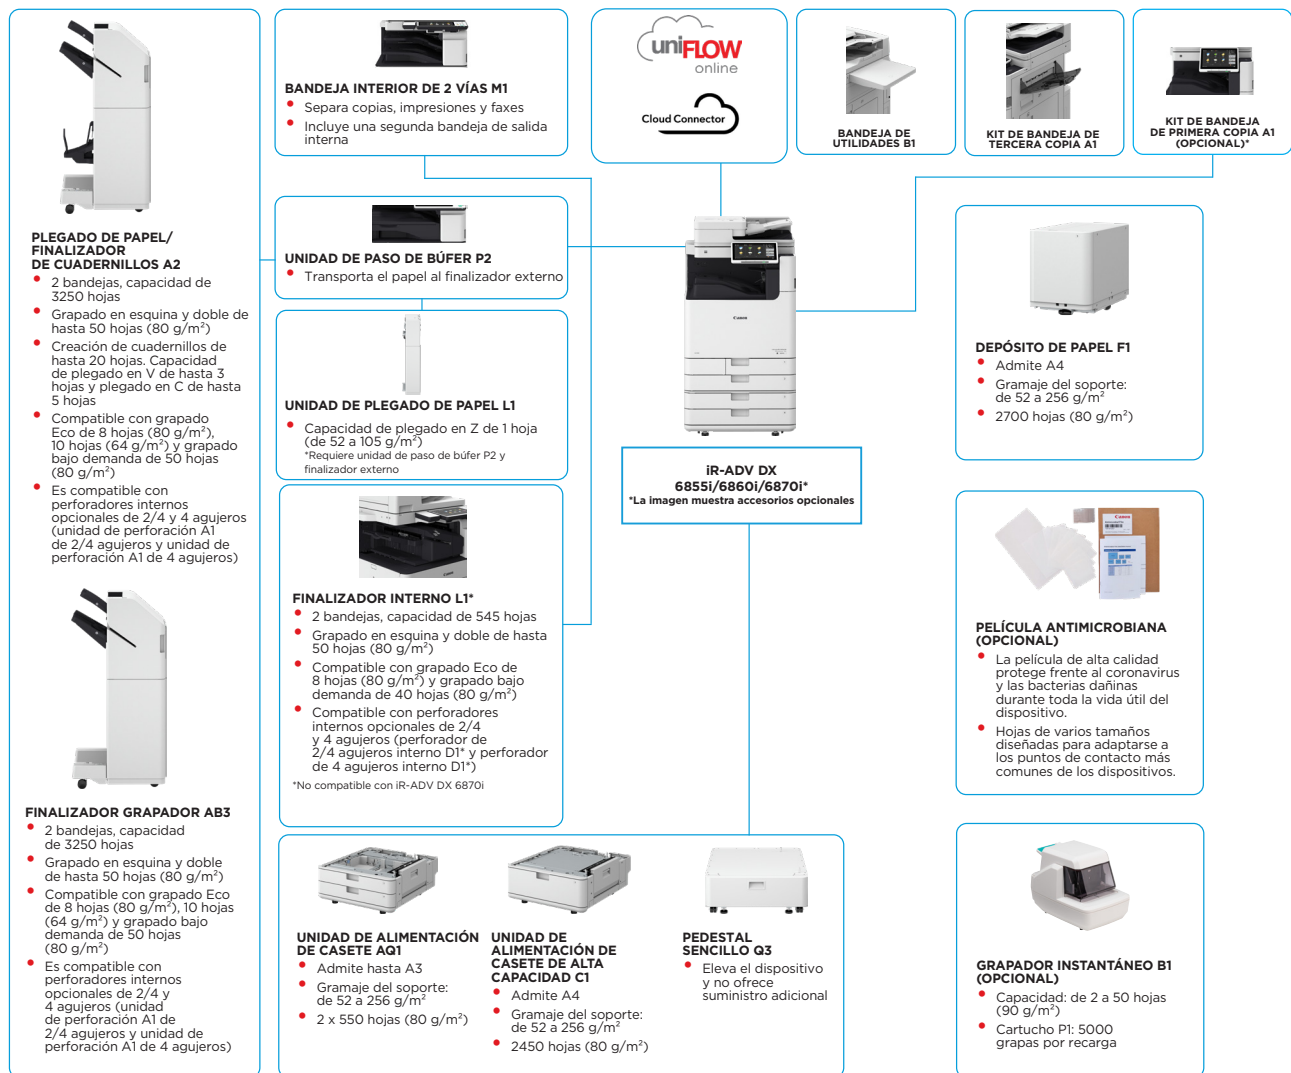 PLEGADO DE PAPEL/
FINALIZADOR
DE CUADERNILLOS A2
• 2 bandejas, capacidad de
3250 hojas
• Grapado en esquina y doble de
hasta 50 hojas (80 g/m²)
• Creación de cuadernillos de
hasta 20 hojas. Capacidad
de plegado en V de hasta 3
hojas y plegado en C de hasta
5 hojas
• Compatible con grapado
Eco de 8 hojas (80 g/m²),
10 hojas (64 g/m²) y grapado
bajo demanda de 50 hojas
(80 g/m²)
• Es compatible con
perforadores internos
opcionales de 2/4 y 4 agujeros
(unidad de perforación A1
de 2/4 agujeros y unidad de
perforación A1 de 4 agujeros)
FINALIZADOR GRAPADOR AB3
• 2 bandejas, capacidad
de 3250 hojas
• Grapado en esquina y doble
de hasta 50 hojas (80 g/m²)
• Compatible con grapado Eco
de 8 hojas (80 g/m²), 10 hojas
(64 g/m²) y grapado bajo
demanda de 50 hojas
(80 g/m²)
• Es compatible con
perforadores internos
opcionales de 2/4 y
4 agujeros (unidad
de perforación A1 de
2/4 agujeros y unidad de
perforación A1 de 4 agujeros)
BANDEJA INTERIOR DE 2 VÍAS M1
• Separa copias, impresiones y faxes
• Incluye una segunda bandeja de salida
interna
UNIDAD DE PASO DE BÚFER P2
• Transporta el papel al finalizador externo
UNIDAD DE PLEGADO DE PAPEL L1
• Capacidad de plegado en Z de 1 hoja
(de 52 a 105 g/m²)
*Requiere unidad de paso de búfer P2 y
finalizador externo
FINALIZADOR INTERNO L1*
• 2 bandejas, capacidad de 545 hojas
• Grapado en esquina y doble de hasta
50 hojas (80 g/m²)
• Compatible con grapado Eco de
8 hojas (80 g/m²) y grapado bajo
demanda de 40 hojas (80 g/m²)
• Compatible con perforadores
internos opcionales de 2/4
y 4 agujeros (perforador de
2/4 agujeros interno D1* y perforador
de 4 agujeros interno D1*)
*No compatible con iR-ADV DX 6870i
uniFLOW
online
Cloud Connector
BANDEJA DE
UTILIDADES B1
KIT DE BANDEJA DE
TERCERA COPIA A1
KIT DE BANDEJA
DE PRIMERA COPIA A1
(OPCIONAL)*
Canon
iR-ADV DX
6855i/6860i/6870i*
*La imagen muestra accesorios opcionales
DEPÓSITO DE PAPEL F1
• Admite A4
• Gramaje del soporte:
de 52 a 256 g/m²
• 2700 hojas (80 g/m²)
Canon
PELÍCULA ANTIMICROBIANA
(OPCIONAL)
• La película de alta calidad
protege frente al coronavirus
y las bacterias dañinas
durante toda la vida útil del
dispositivo.
• Hojas de varios tamaños
diseñadas para adaptarse a
los puntos de contacto más
comunes de los dispositivos.
UNIDAD DE ALIMENTACIÓN
DE CASETE AQ1
• Admite hasta A3
• Gramaje del soporte:
de 52 a 256 g/m²
• 2 x 550 hojas (80 g/m²)
UNIDAD DE
ALIMENTACIÓN DE
CASETE DE ALTA
CAPACIDAD C1
• Admite A4
• Gramaje del soporte:
de 52 a 256 g/m²
• 2450 hojas (80 g/m²)
PEDESTAL
SENCILLO Q3
• Eleva el dispositivo
y no ofrece
suministro adicional
GRAPADOR INSTANTÁNEO B1
(OPCIONAL)
• Capacidad: de 2 a 50 hojas
(90 g/m²)
• Cartucho P1: 5000
grapas por recarga